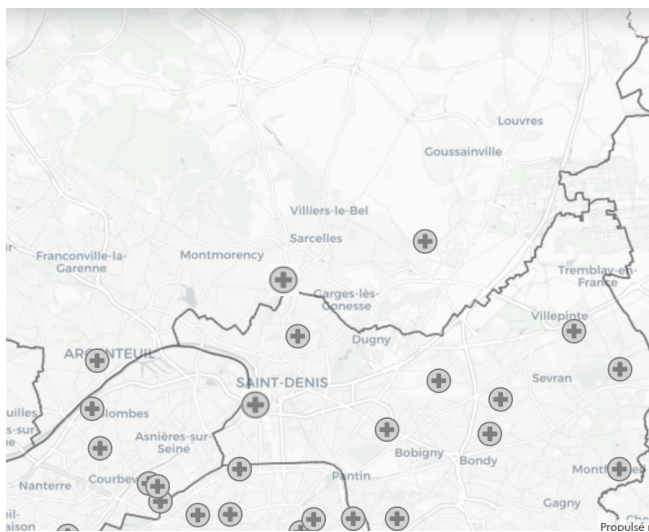 Louvres
Goussainville
Villiers-le-Bel
Sarcelles
Montmorency
Franconville-la-
Garenne
Tremblay-en-
France
Garges-lès-
Gonesse
Villepinte
Dugny
ARGENTEUIL
Sevran
SAINT-DENIS
Colombes
Asnières-sur-
Seine
Bobigny
Bondy
Pantin
Nanterre
Gagny
Propulsé